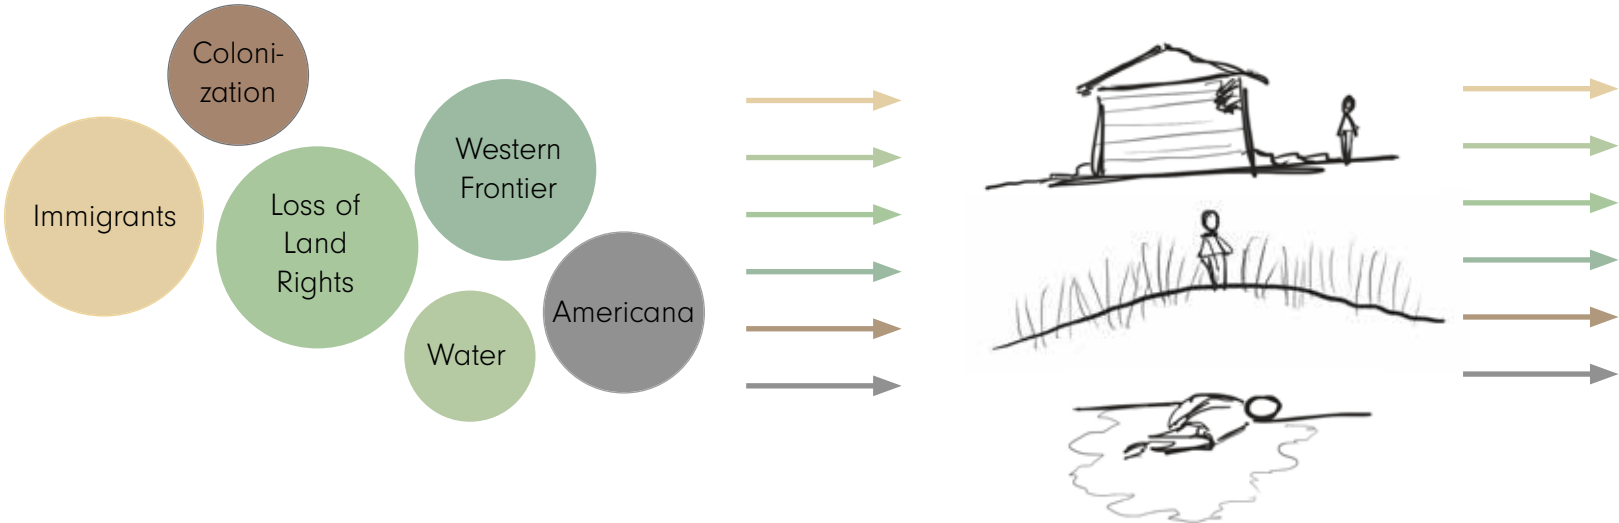 Coloni-
zation
Immigrants
Loss of
Land
Rights
Western
Frontier
Water
Americana